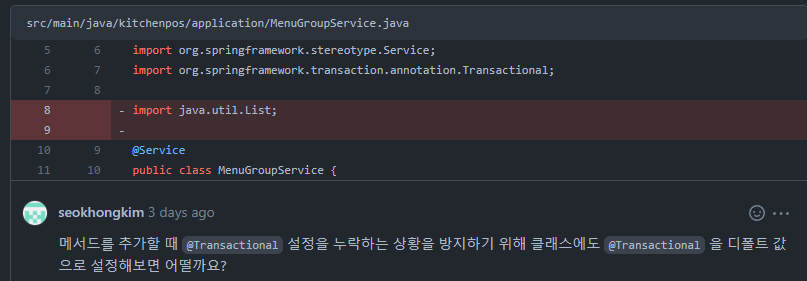 src/main/java/kitchenpos/application/MenuGroupService.java
5 6 import org.springframework.stereotype.Service;
6 7 import org.springframework.transaction.annotation.Transactional;
7 8
8 - import java.util.List;
9 -
10 9 @Service
11 10 public class MenuGroupService {
seokhongkim 3 days ago
메서드를 추가할 때 @Transactional 설정을 누락하는 상황을 방지하기 위해 클래스에도 @Transactional 을 디폴트 값
으로 설정해보면 어떨까요?